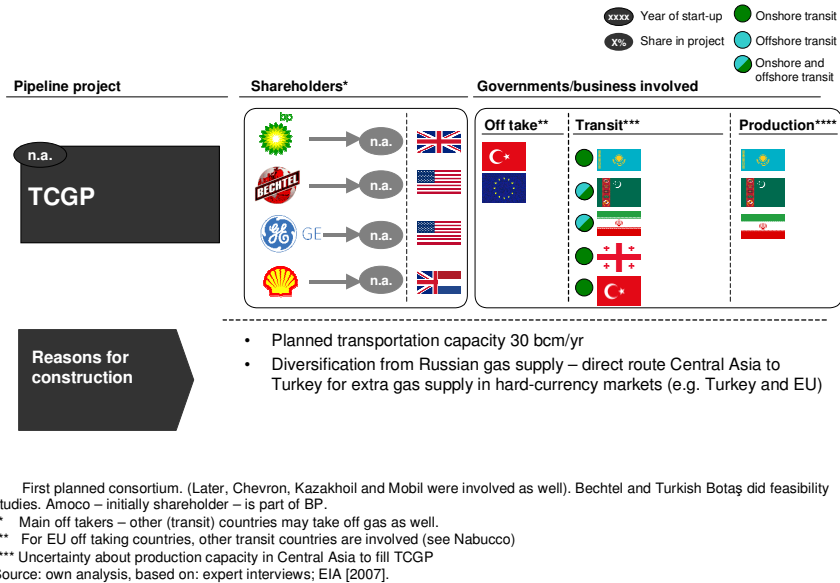 xxxx Year of start-up Onshore transit
X% Share in project Offshore transit
Onshore and
offshore transit
Pipeline project Shareholders* Governments/business involved
Off take** Transit*** Production****
n.a.
TCGP
bp
n.a.
BECHTEL
n.a.
GE GE
n.a.
n.a.
Reasons for
construction
• Planned transportation capacity 30 bcm/yr
• Diversification from Russian gas supply – direct route Central Asia to
Turkey for extra gas supply in hard-currency markets (e.g. Turkey and EU)
First planned consortium. (Later, Chevron, Kazakhoil and Mobil were involved as well). Bechtel and Turkish Botaş did feasibility
tudies. Amoco – initially shareholder – is part of BP.
* Main off takers – other (transit) countries may take off gas as well.
** For EU off taking countries, other transit countries are involved (see Nabucco)
*** Uncertainty about production capacity in Central Asia to fill TCGP
Source: own analysis, based on: expert interviews; EIA [2007].